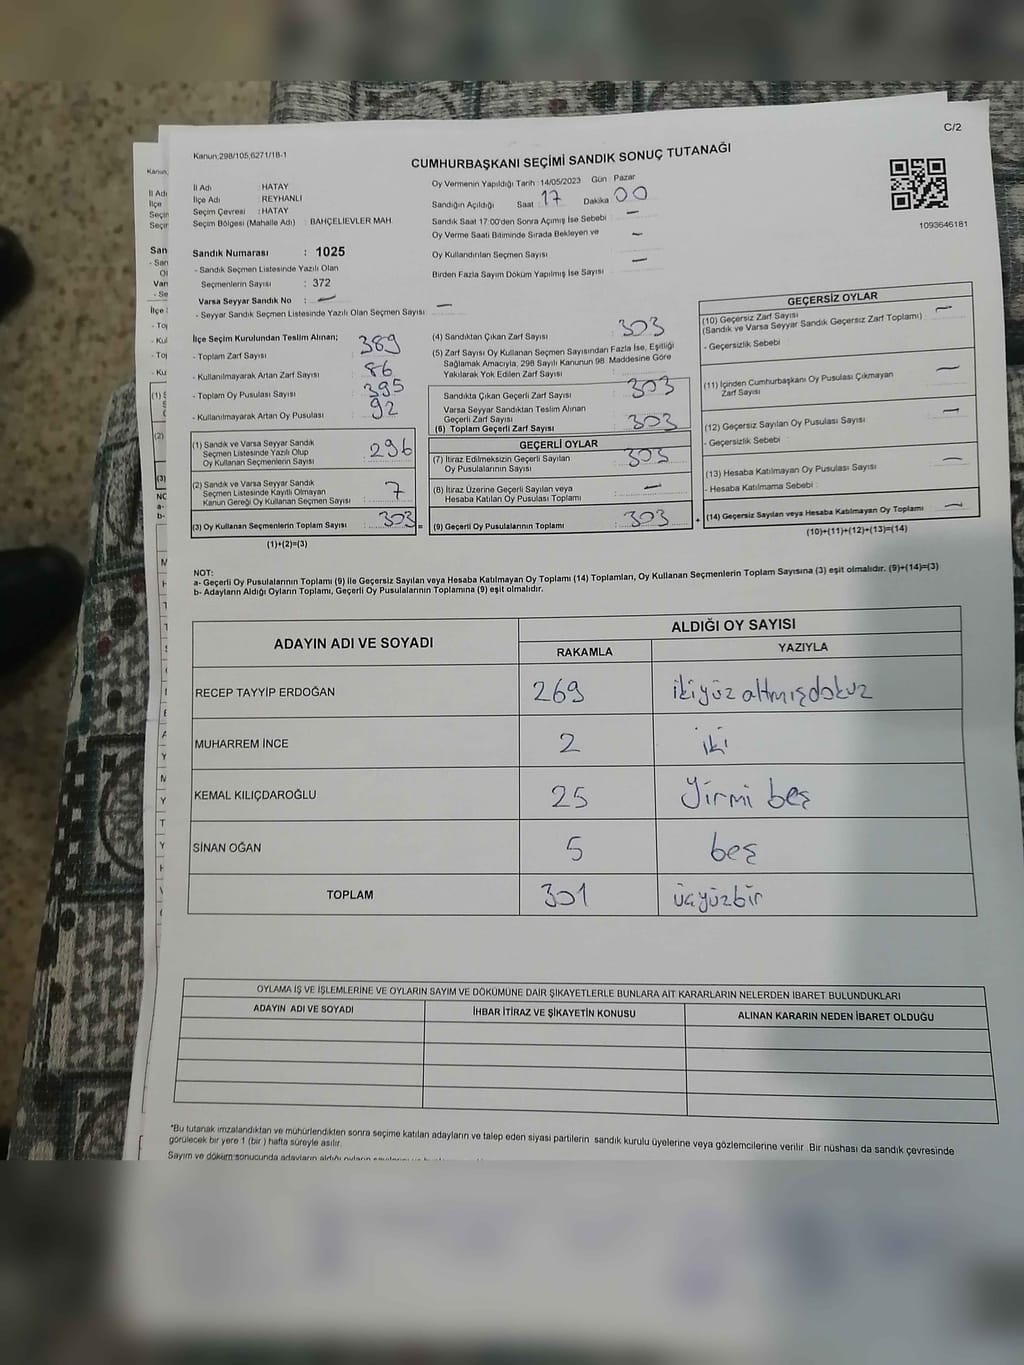 C/2
Kanun:298/105,6271/18-1
CUMHURBAŞKANI SEÇİMİ SANDIK SONUÇ TUTANAĞI
1093646181
İl Adı : HATAY
İlçe Adı : REYHANLI
Seçim Çevresi : HATAY
Seçim Bölgesi (Mahalle Adı) : BAHÇELİEVLER MAH.
Sandık Numarası : 1025
- Sandık Seçmen Listesinde Yazılı Olan
Seçmenlerin Sayısı : 372
Varsa Seyyar Sandık No : —
- Seyyar Sandık Seçmen Listesinde Yazılı Olan Seçmen Sayısı : —
Oy Vermenin Yapıldığı Tarih : 14/05/2023 Gün : Pazar
Sandığın Açıldığı Saat : 17 Dakika 00
Sandık Saat 17:00'den Sonra Açımış İse Sebebi : —
Oy Verme Saati Bitiminde Sırada Bekleyen ve
Oy Kullandırılan Seçmen Sayısı : —
Birden Fazla Sayım Döküm Yapılmış İse Sayısı : —
İlçe Seçim Kurulundan Teslim Alınan;
- Toplam Zarf Sayısı : 389
- Kullanılmayarak Artan Zarf Sayısı : 86
- Toplam Oy Pusulası Sayısı : 395
- Kullanılmayarak Artan Oy Pusulası : 92
(1) Sandık ve Varsa Seyyar Sandık
Seçmen Listesinde Yazılı Olup
Oy Kullanan Seçmenlerin Sayısı : 296
(2) Sandık ve Varsa Seyyar Sandık
Seçmen Listesinde Kayıtlı Olmayan
Kanun Gereği Oy Kullanan Seçmen Sayısı : 7
(3) Oy Kullanan Seçmenlerin Toplam Sayısı : 303 =
(1)+(2)=(3)
(4) Sandıktan Çıkan Zarf Sayısı : 303
(5) Zarf Sayısı Oy Kullanan Seçmen Sayısından Fazla İse, Eşitliği
Sağlamak Amacıyla, 298 Sayılı Kanunun 98. Maddesine Göre
Yakılarak Yok Edilen Zarf Sayısı :
Sandıkta Çıkan Geçerli Zarf Sayısı : 303
Varsa Seyyar Sandıktan Teslim Alınan
Geçerli Zarf Sayısı :
(6) Toplam Geçerli Zarf Sayısı : 303
GEÇERLİ OYLAR
(7) İtiraz Edilmeksizin Geçerli Sayılan
Oy Pusulalarının Sayısı : 303
(8) İtiraz Üzerine Geçerli Sayılan veya
Hesaba Katılan Oy Pusulası Toplamı : —
(9) Geçerli Oy Pusulalarının Toplamı : 303 +
GEÇERSİZ OYLAR
(10) Geçersiz Zarf Sayısı : —
(Sandık ve Varsa Seyyar Sandık Geçersiz Zarf Toplamı)
- Geçersizlik Sebebi :
(11) İçinden Cumhurbaşkanı Oy Pusulası Çıkmayan : —
Zarf Sayısı
(12) Geçersiz Sayılan Oy Pusulası Sayısı : —
- Geçersizlik Sebebi :
(13) Hesaba Katılmayan Oy Pusulası Sayısı : —
- Hesaba Katılmama Sebebi :
(14) Geçersiz Sayılan veya Hesaba Katılmayan Oy Toplamı : —
(10)+(11)+(12)+(13)=(14)
NOT:
a- Geçerli Oy Pusulalarının Toplamı (9) ile Geçersiz Sayılan veya Hesaba Katılmayan Oy Toplamı (14) Toplamları, Oy Kullanan Seçmenlerin Toplam Sayısına (3) eşit olmalıdır. (9)+(14)=(3)
b- Adayların Aldığı Oyların Toplamı, Geçerli Oy Pusulalarının Toplamına (9) eşit olmalıdır.
ADAYIN ADI VE SOYADI ALDIĞI OY SAYISI
RAKAMLA YAZIYLA
RECEP TAYYİP ERDOĞAN 269 ikiyüz altmışdokuz
MUHARREM İNCE 2 iki
KEMAL KILIÇDAROĞLU 25 Yirmi beş
SİNAN OĞAN 5 beş
TOPLAM 301 üçyüzbir
OYLAMA İŞ VE İŞLEMLERİNE VE OYLARIN SAYIM VE DÖKÜMÜNE DAİR ŞİKAYETLERLE BUNLARA AİT KARARLARIN NELERDEN İBARET BULUNDUKLARI
ADAYIN ADI VE SOYADI İHBAR İTİRAZ VE ŞİKAYETİN KONUSU ALINAN KARARIN NEDEN İBARET OLDUĞU
*Bu tutanak imzalandıktan ve mühürlendikten sonra seçime katılan adayların ve talep eden siyasi partilerin sandık kurulu üyelerine veya gözlemcilerine verilir. Bir nüshası da sandık çevresinde
görülecek bir yere 1 (bir ) hafta süreyle asılır.
Sayım ve döküm sonucunda adayların aldığı oyların